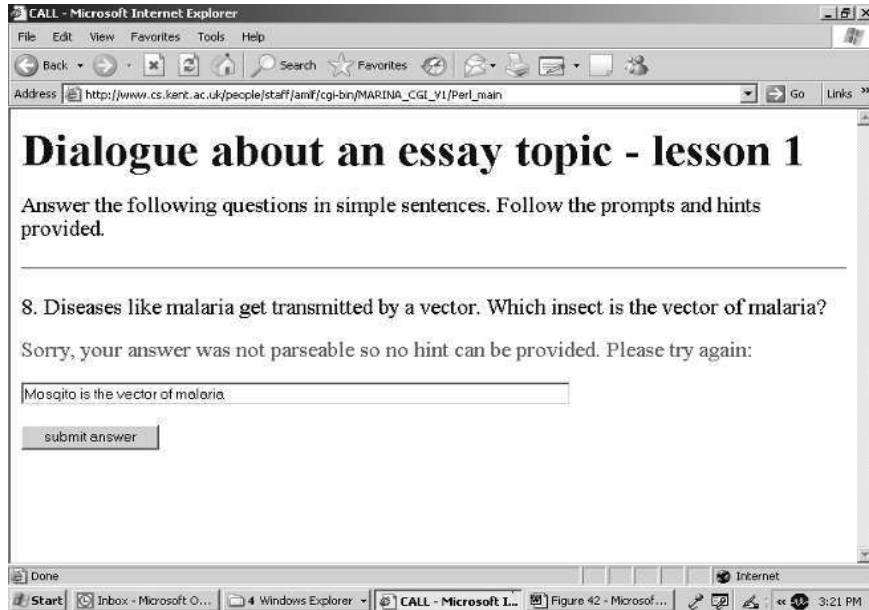 CALL - Microsoft Internet Explorer
File Edit View Favorites Tools Help
Back Search Favorites
Address http://www.cs.kent.ac.uk/people/staff/amlf/cgi-bin/MARINA_CGI_V1/Perl_main Go Links »
Dialogue about an essay topic - lesson 1
Answer the following questions in simple sentences. Follow the prompts and hints
provided.
8. Diseases like malaria get transmitted by a vector. Which insect is the vector of malaria?
Sorry, your answer was not parseable so no hint can be provided. Please try again:
Mosqito is the vector of malaria
submit answer
Done Internet
Start Inbox - Microsoft O... 4 Windows Explorer CALL - Microsoft I... Figure 42 - Microsof... « 3:21 PM